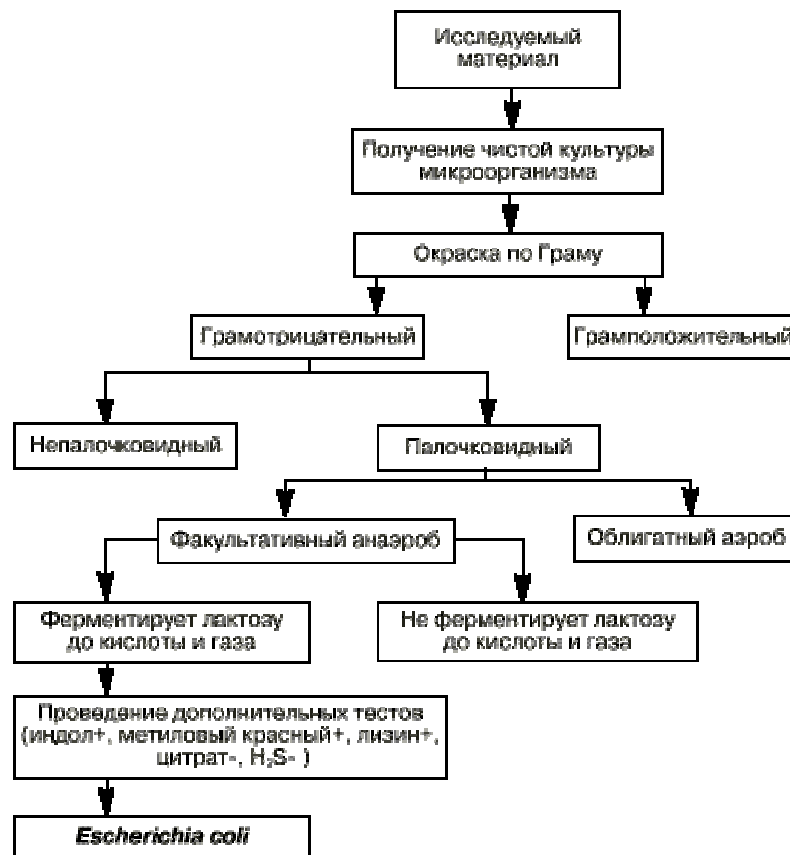 Исследуемый
материал
Получение чистой культуры
микроорганизма
Окраска по Граму
Грамотрицательный
Грамположительный
Непалочковидный
Палочковидный
Факультативный анаэроб
Облигатный аэроб
Ферментирует лактозу
до кислоты и газа
Не ферментирует лактозу
до кислоты и газа
Проведение дополнительных тестов
(индол+, метиловый красный+, лизин+,
цитрат-, H₂S- )
Escherichia coli